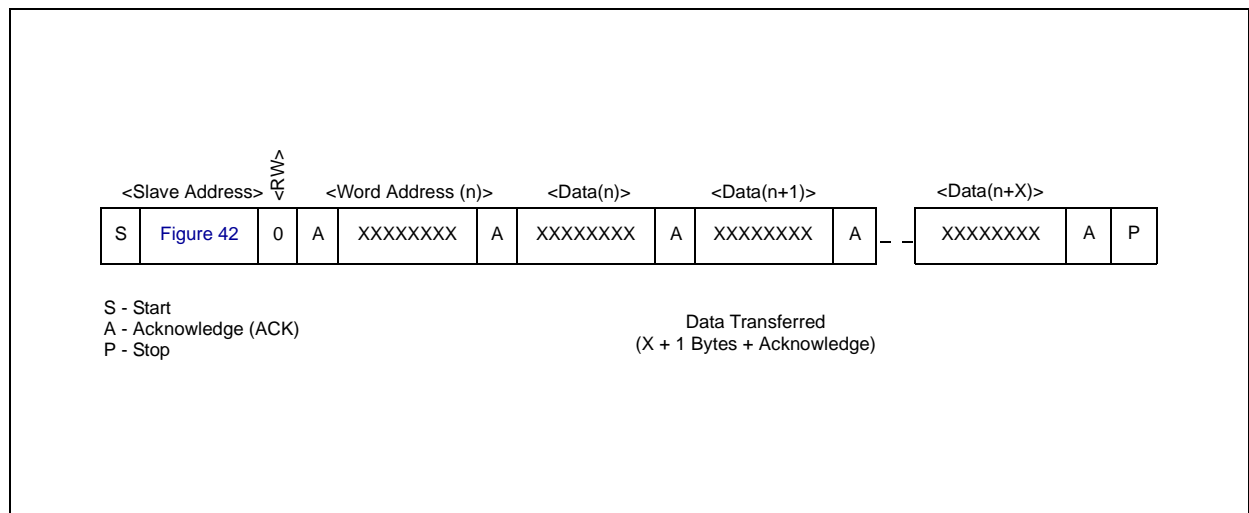 <Slave Address> <RW> <Word Address (n)> <Data(n)> <Data(n+1)> <Data(n+X)>
S Figure 42 0 A XXXXXXXX A XXXXXXXX A XXXXXXXX A XXXXXXXX A P
S - Start
A - Acknowledge (ACK)
P - Stop
Data Transferred
(X + 1 Bytes + Acknowledge)